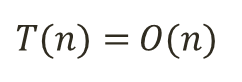 T(n) = O(n)